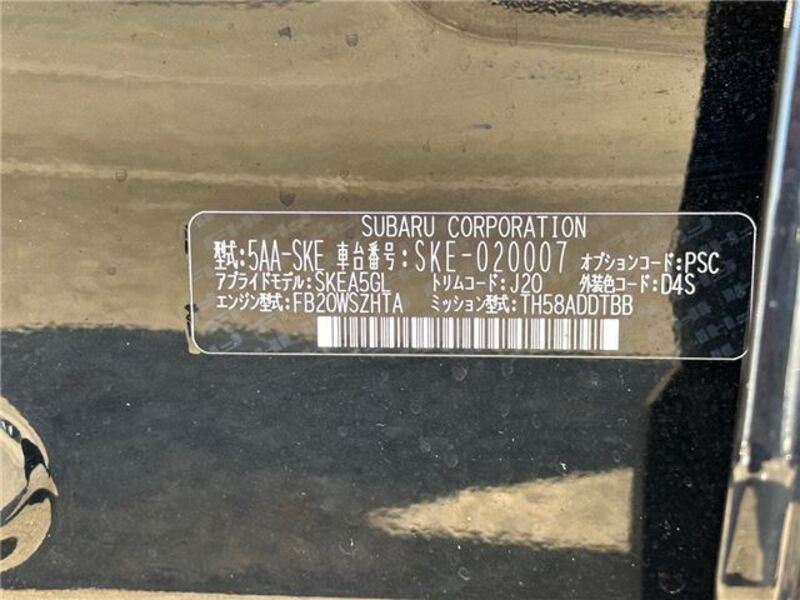 SUBARU CORPORATION
型式:5AA-SKE 車台番号:SKE-020007 オプションコード:PSC
アプライドモデル:SKEA5GL トリムコード:J20 外装色コード:D4S
エンジン型式:FB20WSZHTA ミッション型式:TH58ADDTBB